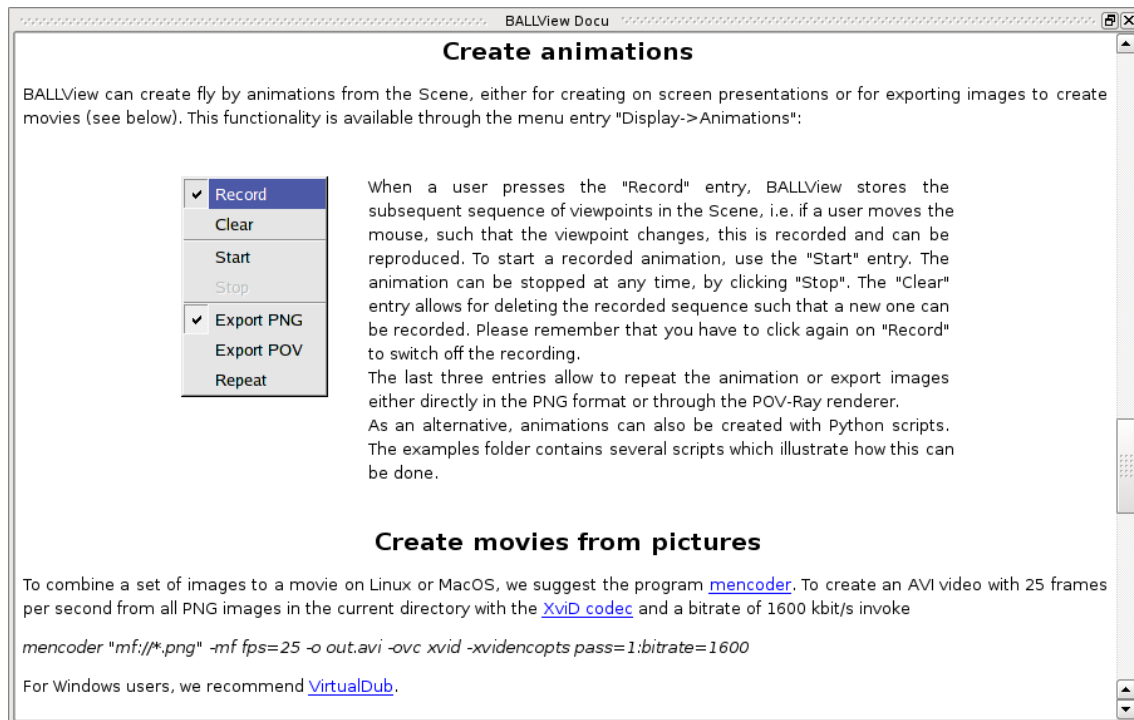 BALLView Docu
Create animations
BALLView can create fly by animations from the Scene, either for creating on screen presentations or for exporting images to create
movies (see below). This functionality is available through the menu entry "Display->Animations":
Record
Clear
Start
Stop
Export PNG
Export POV
Repeat
When a user presses the "Record" entry, BALLView stores the
subsequent sequence of viewpoints in the Scene, i.e. if a user moves the
mouse, such that the viewpoint changes, this is recorded and can be
reproduced. To start a recorded animation, use the "Start" entry. The
animation can be stopped at any time, by clicking "Stop". The "Clear"
entry allows for deleting the recorded sequence such that a new one can
be recorded. Please remember that you have to click again on "Record"
to switch off the recording.
The last three entries allow to repeat the animation or export images
either directly in the PNG format or through the POV-Ray renderer.
As an alternative, animations can also be created with Python scripts.
The examples folder contains several scripts which illustrate how this can
be done.
Create movies from pictures
To combine a set of images to a movie on Linux or MacOS, we suggest the program mencoder. To create an AVI video with 25 frames
per second from all PNG images in the current directory with the XviD codec and a bitrate of 1600 kbit/s invoke
mencoder "mf://*.png" -mf fps=25 -o out.avi -ovc xvid -xvidencopts pass=1:bitrate=1600
For Windows users, we recommend VirtualDub.